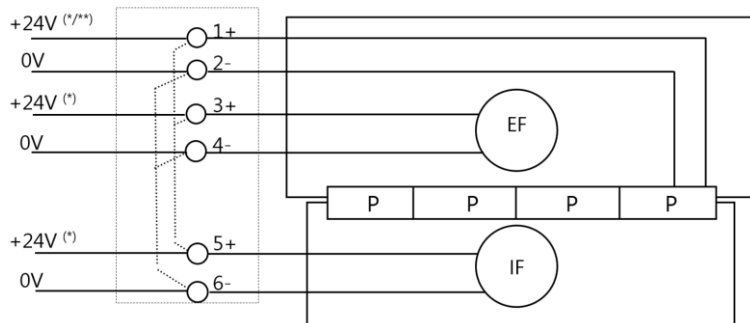 +24V (*/**) 1+
0V 2-
+24V (*) 3+
EF
0V 4-
P P P P
+24V (*) 5+
IF
0V 6-